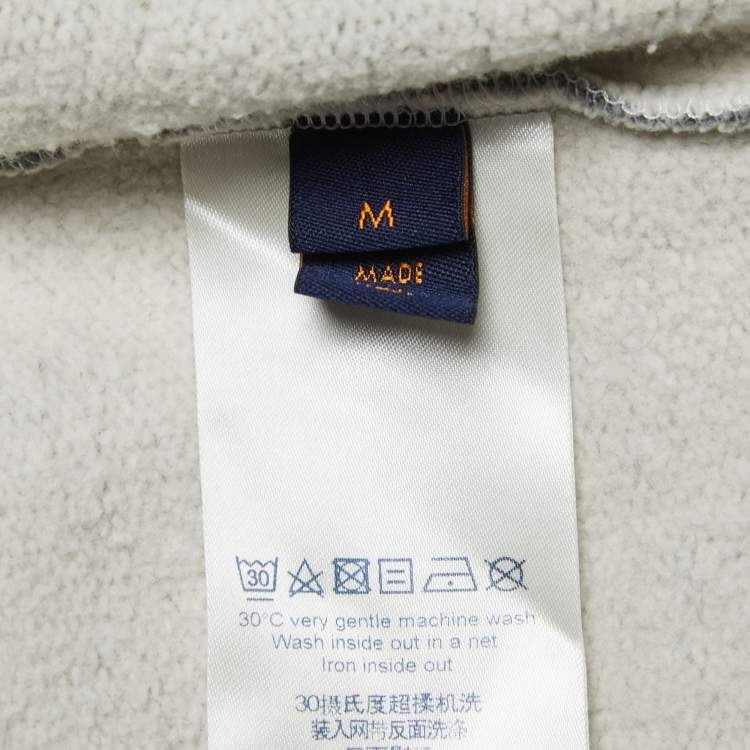 M
MADE
30
30°C very gentle machine wash
Wash inside out in a net
Iron inside out
30摄氏度超揉机洗
装入网带反面洗涤